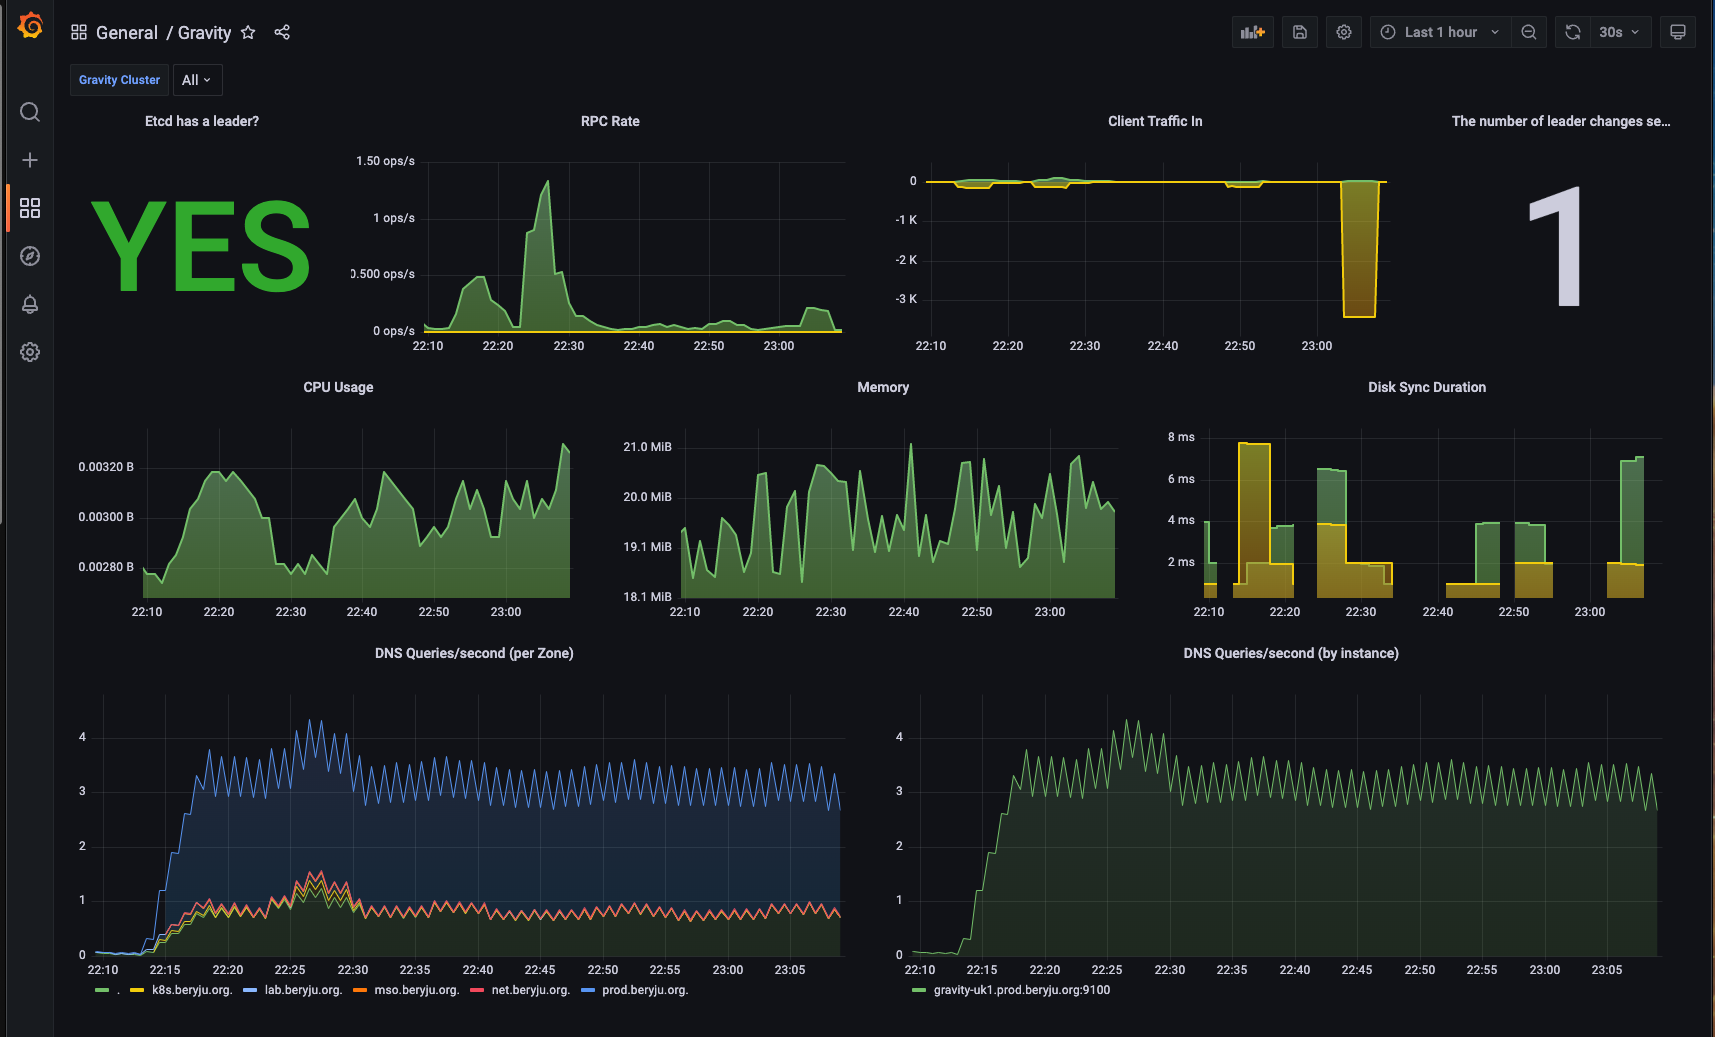 General / Gravity
Last 1 hour
30s
Gravity Cluster
All
Etcd has a leader?
YES
RPC Rate
1.50 ops/s
1 ops/s
0.500 ops/s
0 ops/s
22:10 22:20 22:30 22:40 22:50 23:00
Client Traffic In
0
-1 K
-2 K
-3 K
22:10 22:20 22:30 22:40 22:50 23:00
The number of leader changes se...
1
CPU Usage
0.00320 B
0.00300 B
0.00280 B
22:10 22:20 22:30 22:40 22:50 23:00
Memory
21.0 MiB
20.0 MiB
19.1 MiB
18.1 MiB
22:10 22:20 22:30 22:40 22:50 23:00
Disk Sync Duration
8 ms
6 ms
4 ms
2 ms
22:10 22:20 22:30 22:40 22:50 23:00
DNS Queries/second (per Zone)
4
3
2
1
0
22:10 22:15 22:20 22:25 22:30 22:35 22:40 22:45 22:50 22:55 23:00 23:05
. k8s.beryju.org. lab.beryju.org. mso.beryju.org. net.beryju.org. prod.beryju.org.
DNS Queries/second (by instance)
4
3
2
1
0
22:10 22:15 22:20 22:25 22:30 22:35 22:40 22:45 22:50 22:55 23:00 23:05
gravity-uk1.prod.beryju.org:9100